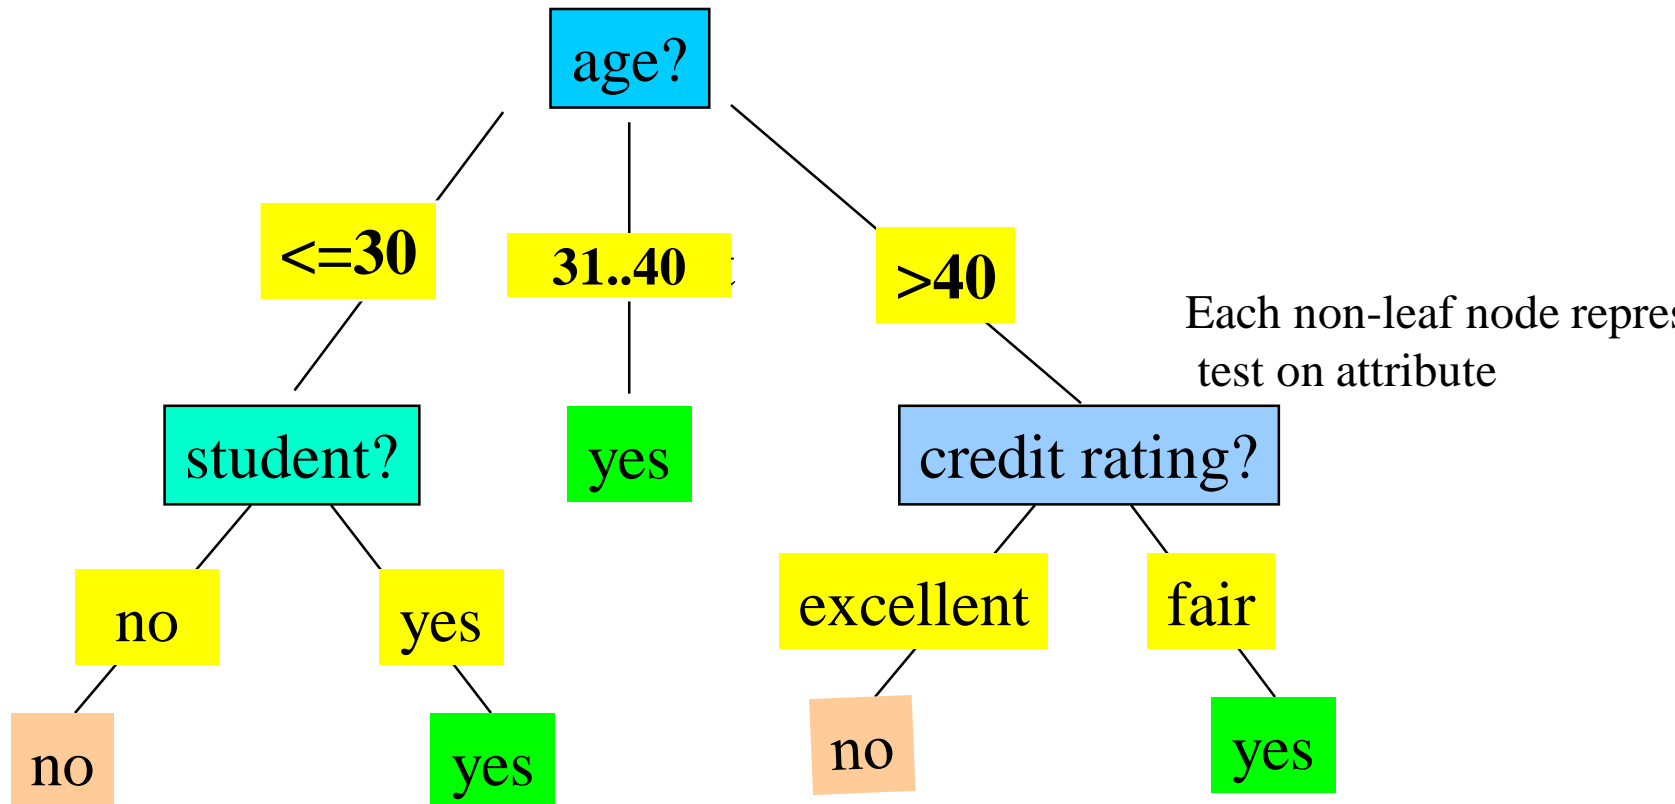 age?
<=30
31..40
>40
Each non-leaf node
test on attribute
student?
yes
credit rating?
no
yes
excellent
fair
no
yes
no
yes